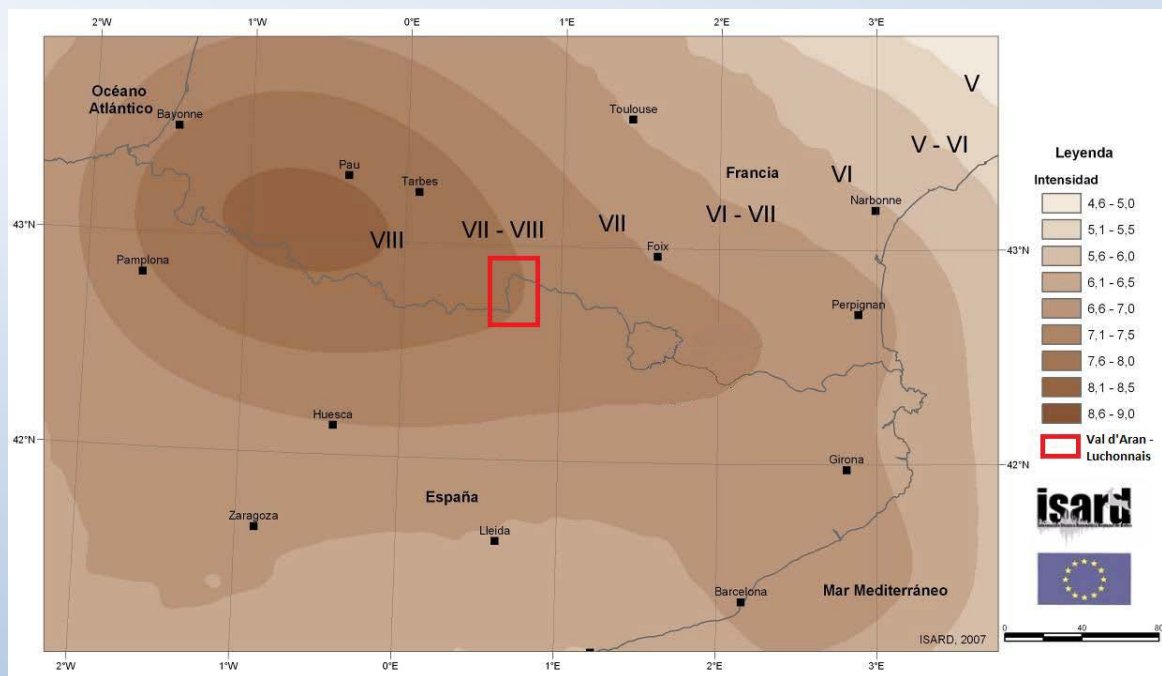 2°W
1°W
0°E
1°E
2°E
3°E
Océano
Atlántico
Bayonne
Toulouse
V
V - VI
Pau
Tarbes
Francia
VI
Narbonne
43°N
VIII
VII - VIII
VII
VI - VII
Foix
43°N
Pamplona
Perpignan
Huesca
42°N
42°N
Girona
España
Zaragoza
Lleida
Barcelona
Mar Mediterráneo
ISARD, 2007
2°W
1°W
0°E
1°E
2°E
3°E
Leyenda
Intensidad
4,6 - 5,0
5,1 - 5,5
5,6 - 6,0
6,1 - 6,5
6,6 - 7,0
7,1 - 7,5
7,6 - 8,0
8,1 - 8,5
8,6 - 9,0
Val d'Aran -
Luchonnais
isard
0 40 80